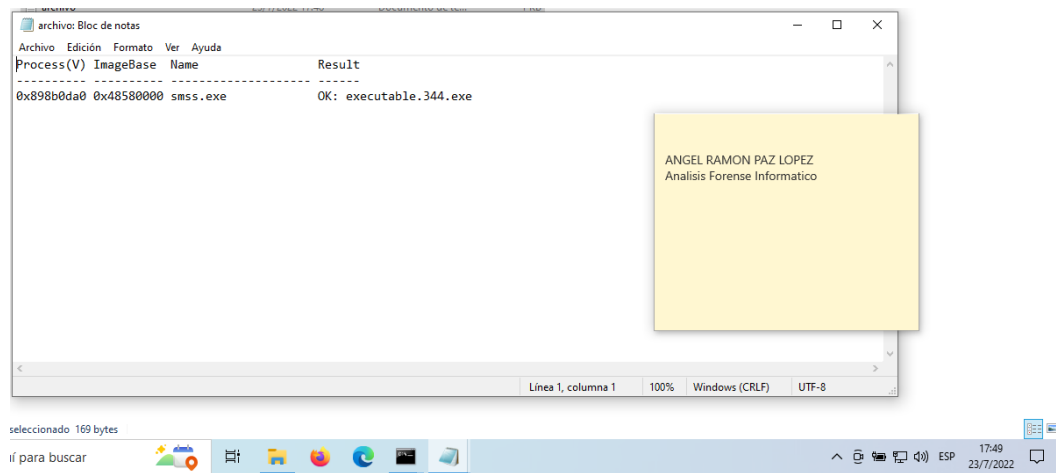 archivo: Bloc de notas
Archivo Edición Formato Ver Ayuda
Process(V) ImageBase Name Result
---------- ---------- -------------------- ------
0x898b0da0 0x48580000 smss.exe OK: executable.344.exe
ANGEL RAMON PAZ LOPEZ
Analisis Forense Informatico
Línea 1, columna 1 100% Windows (CRLF) UTF-8
seleccionado 169 bytes
para buscar
ESP
17:49
23/7/2022